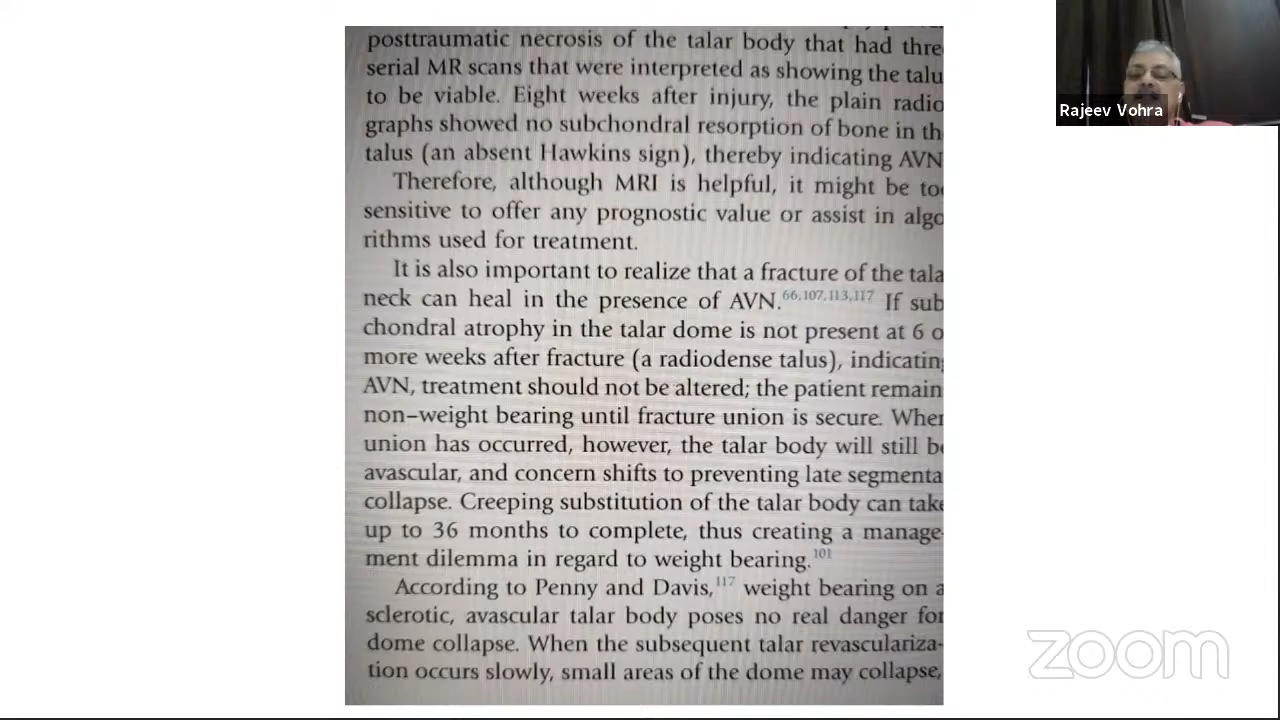 posttraumatic necrosis of the talar body that had thre
serial MR scans that were interpreted as showing the talu
to be viable. Eight weeks after injury, the plain radio
graphs showed no subchondral resorption of bone in th
talus (an absent Hawkins sign), thereby indicating AVN
Therefore, although MRI is helpful, it might be to
sensitive to offer any prognostic value or assist in algo
rithms used for treatment.
It is also important to realize that a fracture of the tala
neck can heal in the presence of AVN.66,107,113,117 If sub
chondral atrophy in the talar dome is not present at 6 o
more weeks after fracture (a radiodense talus), indicatin
AVN, treatment should not be altered; the patient remain
non–weight bearing until fracture union is secure. When
union has occurred, however, the talar body will still be
avascular, and concern shifts to preventing late segmenta
collapse. Creeping substitution of the talar body can take
up to 36 months to complete, thus creating a manage-
ment dilemma in regard to weight bearing.101
According to Penny and Davis,117 weight bearing on a
sclerotic, avascular talar body poses no real danger for
dome collapse. When the subsequent talar revasculariza-
tion occurs slowly, small areas of the dome may collapse,
Rajeev Vohra
zoom